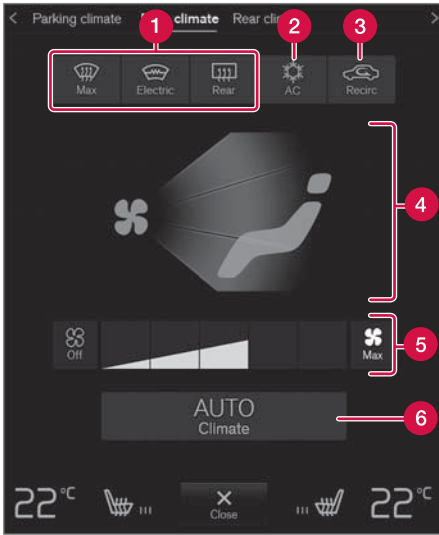 Parking climate climate Rear
1 2 3
Max Electric Rear AC Recirc
4
Off Max
5
AUTO
Climate
6
22°C 22°C
Close